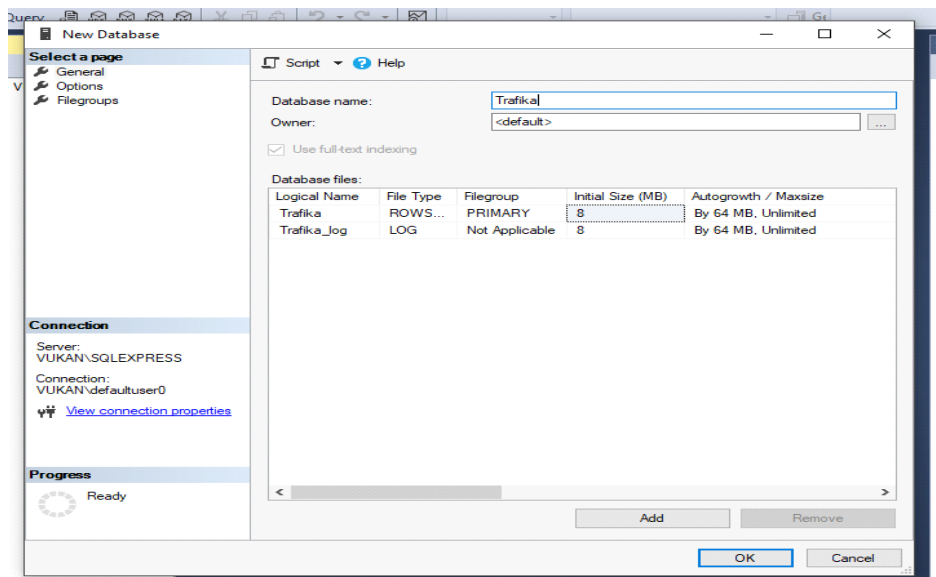 Query
New Database
Select a page
General
Options
Filegroups
Script Help
Database name: Trafika
Owner: <default> ...
Use full-text indexing
Database files:
Logical Name File Type Filegroup Initial Size (MB) Autogrowth / Maxsize
Trafika ROWS... PRIMARY 8 By 64 MB, Unlimited
Trafika_log LOG Not Applicable 8 By 64 MB, Unlimited
Connection
Server:
VUKAN\SQLEXPRESS
Connection:
VUKAN\defaultuser0
View connection properties
Progress
Ready
Add Remove
OK Cancel